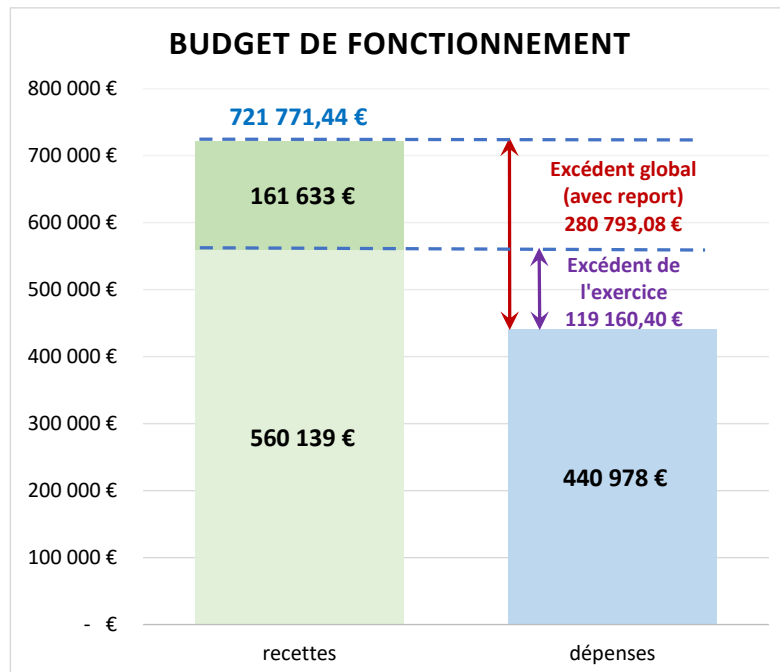 BUDGET DE FONCTIONNEMENT
800 000 €
721 771,44 €
700 000 €
Excédent global
(avec report)
280 793,08 €
161 633 €
600 000 €
Excédent de
l'exercice
119 160,40 €
500 000 €
400 000 €
300 000 €
560 139 €
440 978 €
200 000 €
100 000 €
- €
recettes
dépenses